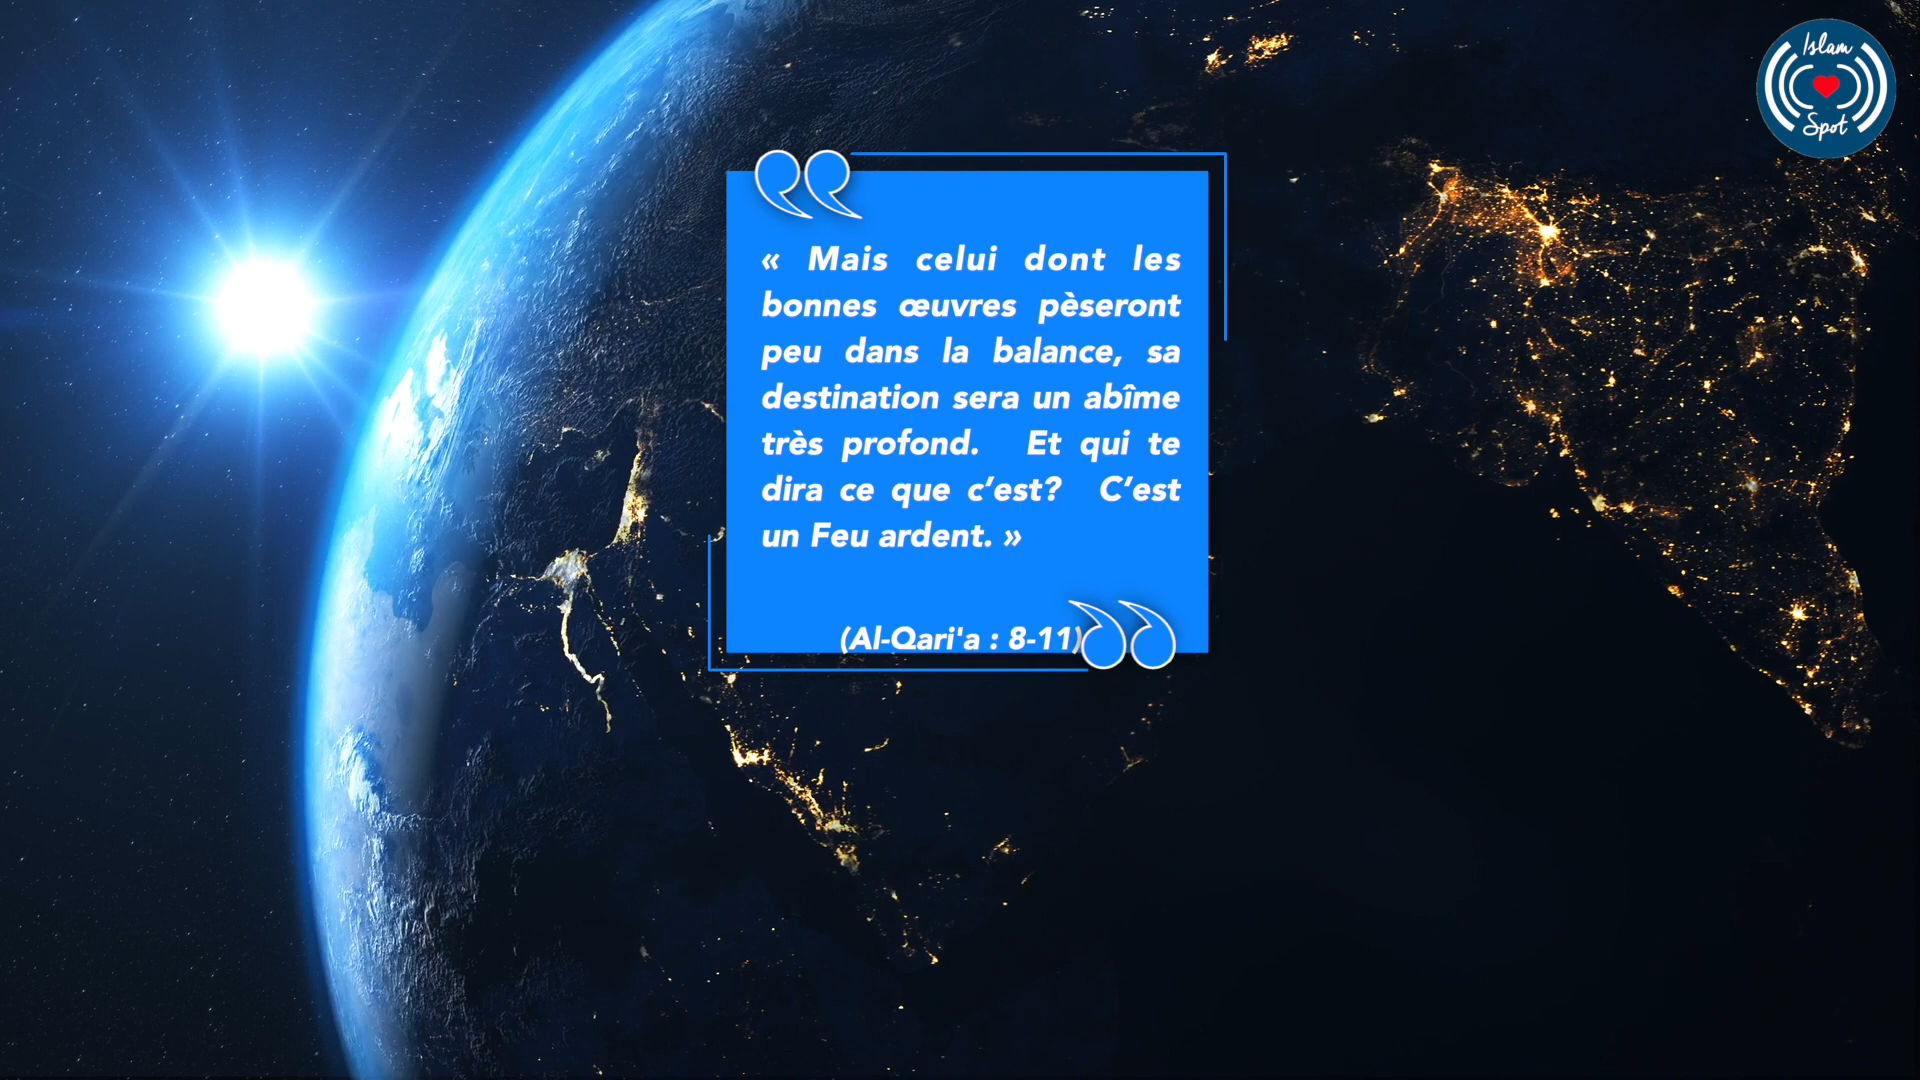 Islam
Spot
« Mais celui dont les
bonnes œuvres pèseront
peu dans la balance, sa
destination sera un abîme
très profond.  Et qui te
dira ce que c’est?  C’est
un Feu ardent. »
(Al-Qari'a : 8-11)